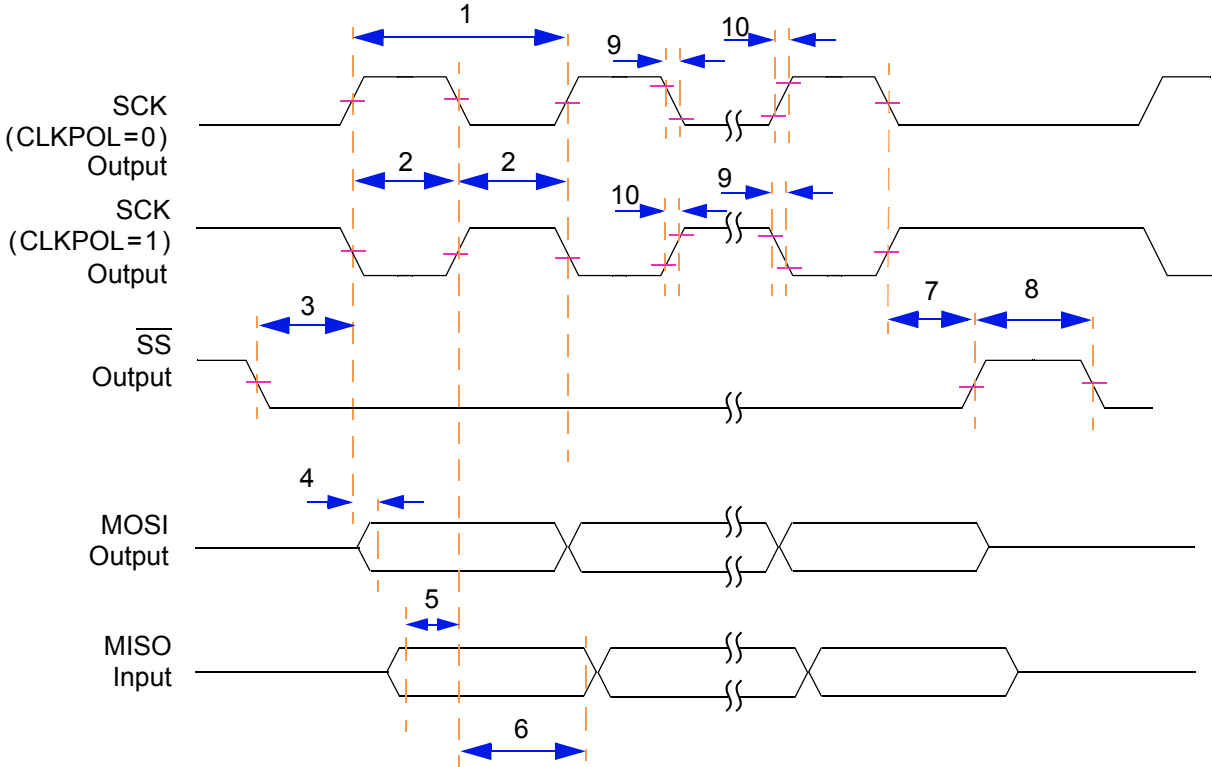 1
9
10
SCK
(CLKPOL=0)
Output
2
2
10
9
SCK
(CLKPOL=1)
Output
3
7
8
SS
Output
4
MOSI
Output
5
MISO
Input
6